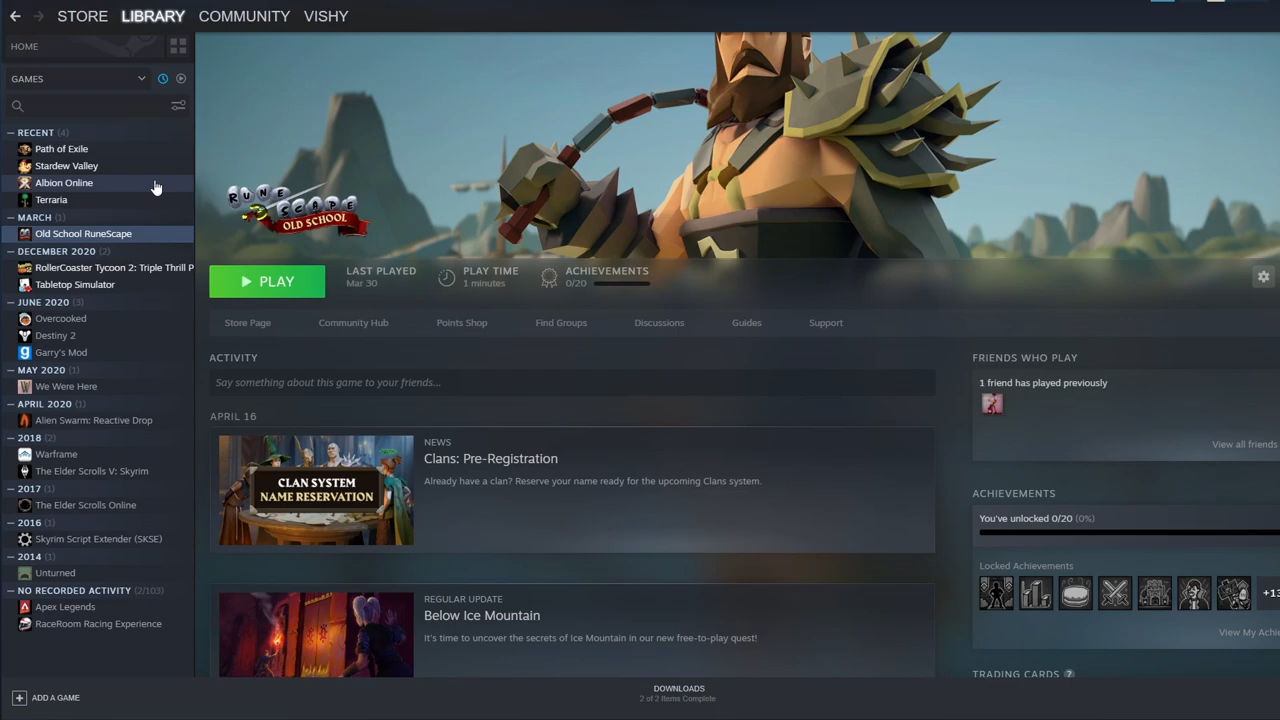 STORE LIBRARY COMMUNITY VISHY
HOME
GAMES
RECENT (4)
Path of Exile
Stardew Valley
Albion Online
Terraria
MARCH (1)
Old School RuneScape
DECEMBER 2020 (2)
RollerCoaster Tycoon 2: Triple Thrill P
Tabletop Simulator
JUNE 2020 (3)
Overcooked
Destiny 2
Garry's Mod
MAY 2020 (1)
We Were Here
APRIL 2020 (1)
Alien Swarm: Reactive Drop
2018 (2)
Warframe
The Elder Scrolls V: Skyrim
2017 (1)
The Elder Scrolls Online
2016 (1)
Skyrim Script Extender (SKSE)
2014 (1)
Unturned
NO RECORDED ACTIVITY (2/103)
Apex Legends
RaceRoom Racing Experience
ADD A GAME
RUNE SCAPE
OLD SCHOOL
PLAY
LAST PLAYED
Mar 30
PLAY TIME
1 minutes
ACHIEVEMENTS
0/20
Store Page Community Hub Points Shop Find Groups Discussions Guides Support
ACTIVITY
Say something about this game to your friends...
APRIL 16
CLAN SYSTEM
NAME RESERVATION
NEWS
Clans: Pre-Registration
Already have a clan? Reserve your name ready for the upcoming Clans system.
REGULAR UPDATE
Below Ice Mountain
It's time to uncover the secrets of Ice Mountain in our new free-to-play quest!
FRIENDS WHO PLAY
1 friend has played previously
View all friends
ACHIEVEMENTS
You've unlocked 0/20 (0%)
Locked Achievements
+13
View My Achie
TRADING CARDS ?
DOWNLOADS
2 of 2 Items Complete